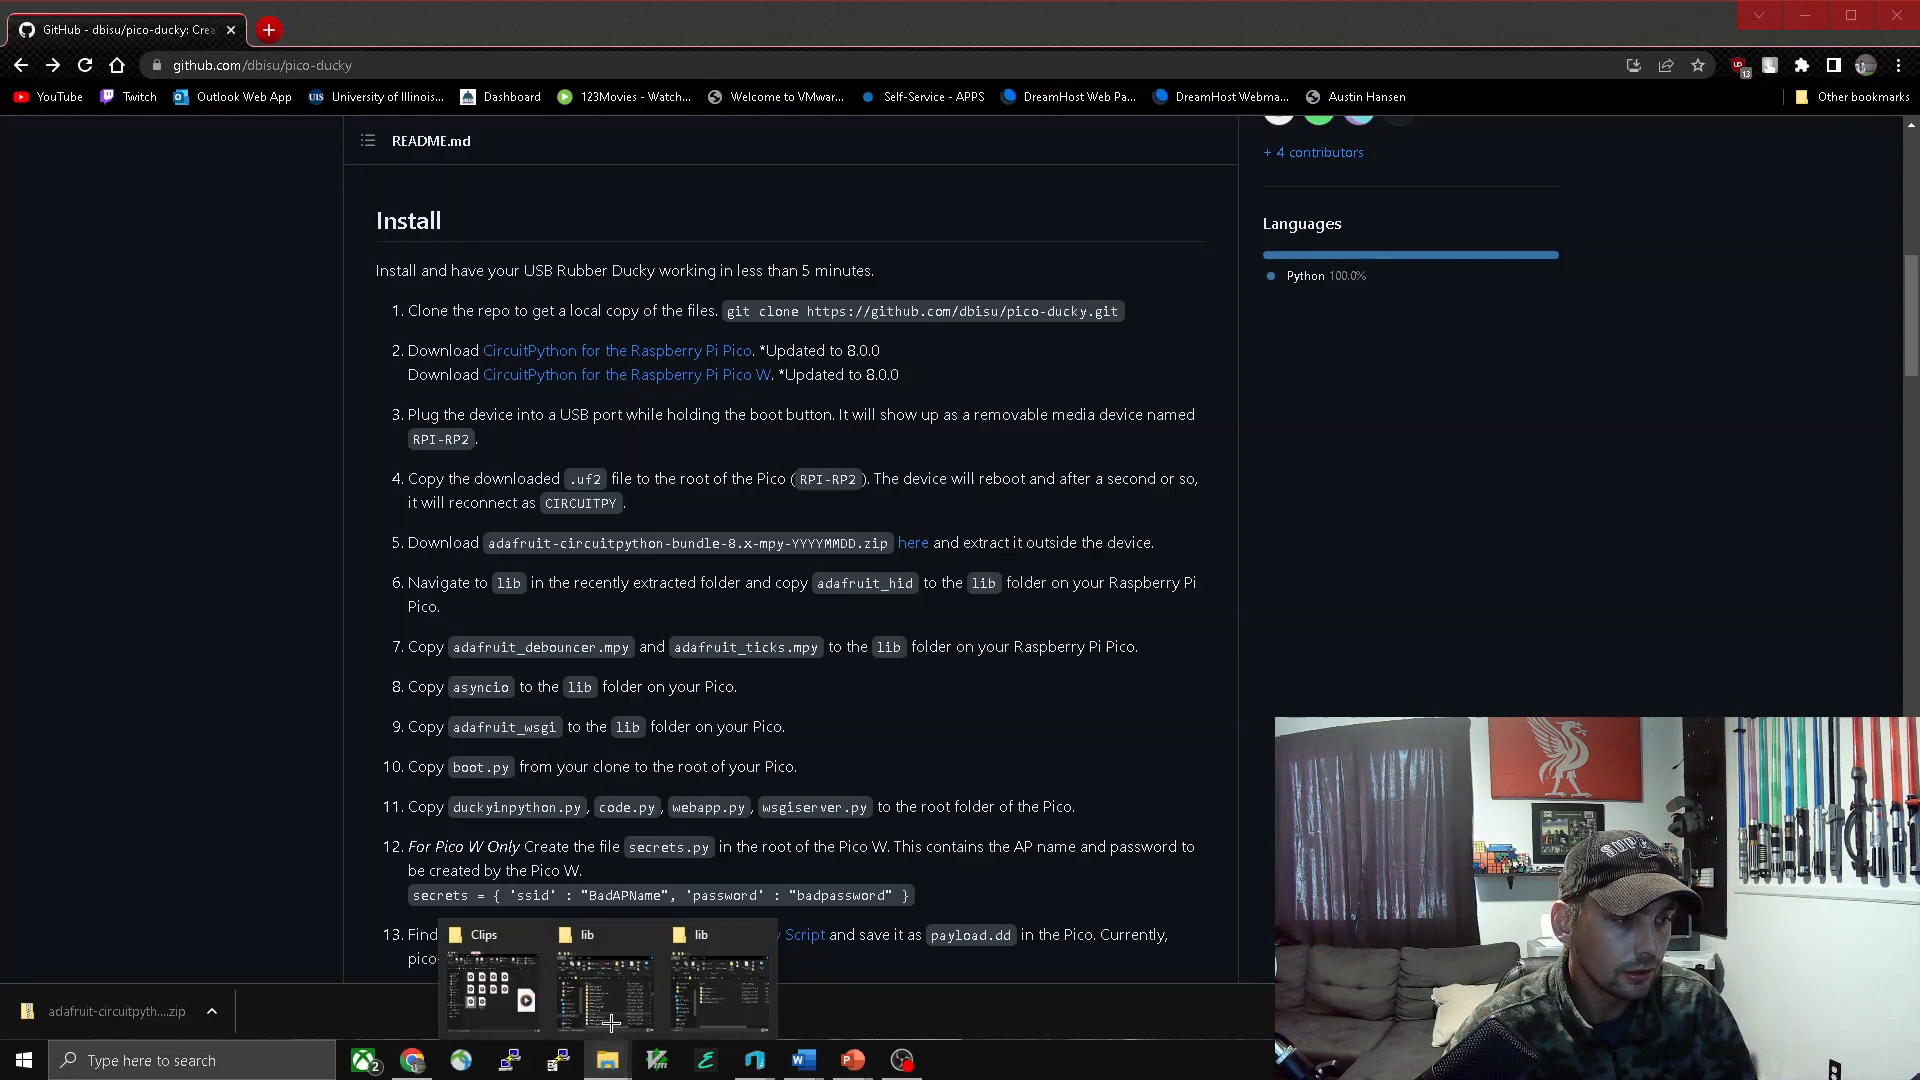 GitHub - dbisu/pico-ducky: Crea
github.com/dbisu/pico-ducky
13
YouTube
Twitch
Outlook Web App
UIS University of Illinois...
Dashboard
123Movies - Watch...
Welcome to VMwar...
Self-Service - APPS
DreamHost Web Pa...
DreamHost Webma...
Austin Hansen
Other bookmarks
README.md
+ 4 contributors
Languages
Python 100.0%
Install
Install and have your USB Rubber Ducky working in less than 5 minutes.
1. Clone the repo to get a local copy of the files. git clone https://github.com/dbisu/pico-ducky.git
2. Download CircuitPython for the Raspberry Pi Pico. *Updated to 8.0.0
Download CircuitPython for the Raspberry Pi Pico W. *Updated to 8.0.0
3. Plug the device into a USB port while holding the boot button. It will show up as a removable media device named
RPI-RP2.
4. Copy the downloaded .uf2 file to the root of the Pico (RPI-RP2). The device will reboot and after a second or so,
it will reconnect as CIRCUITPY.
5. Download adafruit-circuitpython-bundle-8.x-mpy-YYYYMMDD.zip here and extract it outside the device.
6. Navigate to lib in the recently extracted folder and copy adafruit_hid to the lib folder on your Raspberry Pi
Pico.
7. Copy adafruit_debouncer.mpy and adafruit_ticks.mpy to the lib folder on your Raspberry Pi Pico.
8. Copy asyncio to the lib folder on your Pico.
9. Copy adafruit_wsgi to the lib folder on your Pico.
10. Copy boot.py from your clone to the root of your Pico.
11. Copy duckyinpython.py, code.py, webapp.py, wsgiserver.py to the root folder of the Pico.
12. For Pico W Only Create the file secrets.py in the root of the Pico W. This contains the AP name and password to
be created by the Pico W.
secrets = { 'ssid' : "BadAPName", 'password' : "badpassword" }
13. Find y Script and save it as payload.dd in the Pico. Currently,
pico-
Clips
lib
lib
adafruit-circuitpyth....zip
Type here to search
2